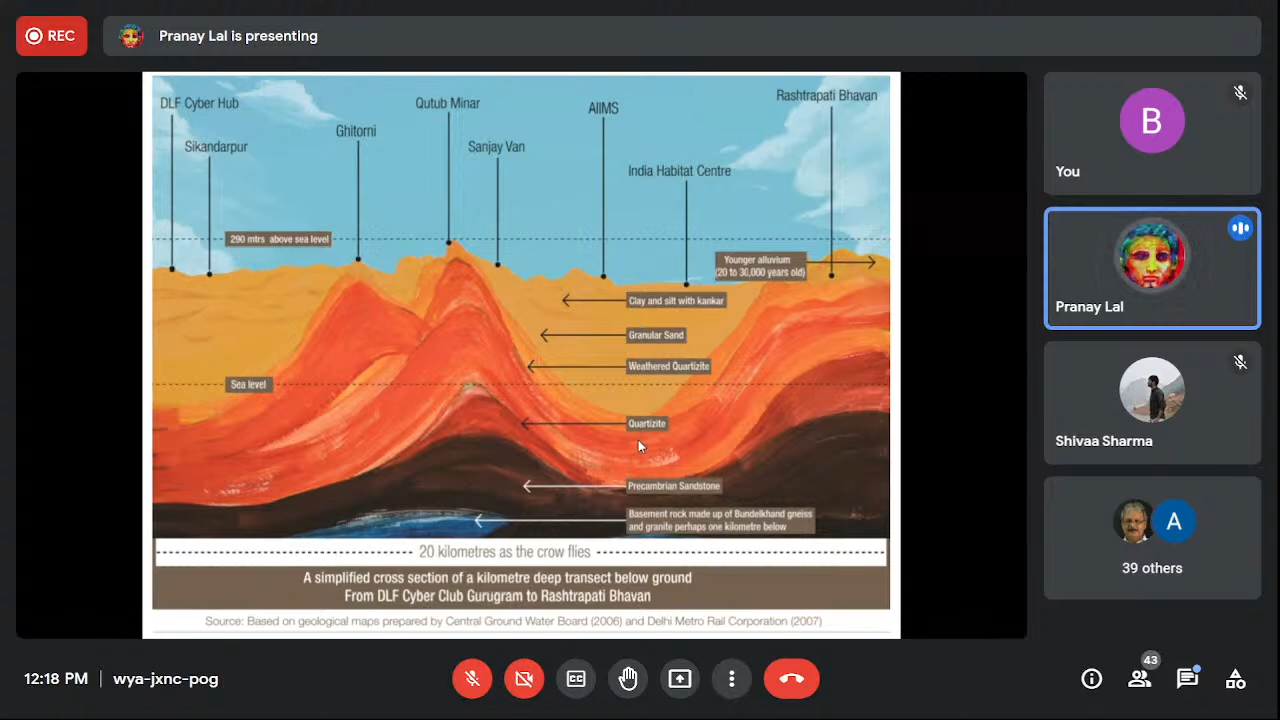 REC
Pranay Lal is presenting
DLF Cyber Hub
Sikandarpur
Ghitorni
Qutub Minar
Sanjay Van
AIIMS
India Habitat Centre
Rashtrapati Bhavan
290 mtrs above sea level
Younger alluvium
(20 to 30,000 years old)
Clay and silt with kankar
Granular Sand
Weathered Quartizite
Sea level
Quartizite
Precambrian Sandstone
Basement rock made up of Bundelkhand gneiss
and granite perhaps one kilometre below
20 kilometres as the crow flies
A simplified cross section of a kilometre deep transect below ground
From DLF Cyber Club Gurugram to Rashtrapati Bhavan
Source: Based on geological maps prepared by Central Ground Water Board (2006) and Delhi Metro Rail Corporation (2007)
B
You
Pranay Lal
Shivaa Sharma
A
39 others
12:18 PM | wya-jxnc-pog
CC
43